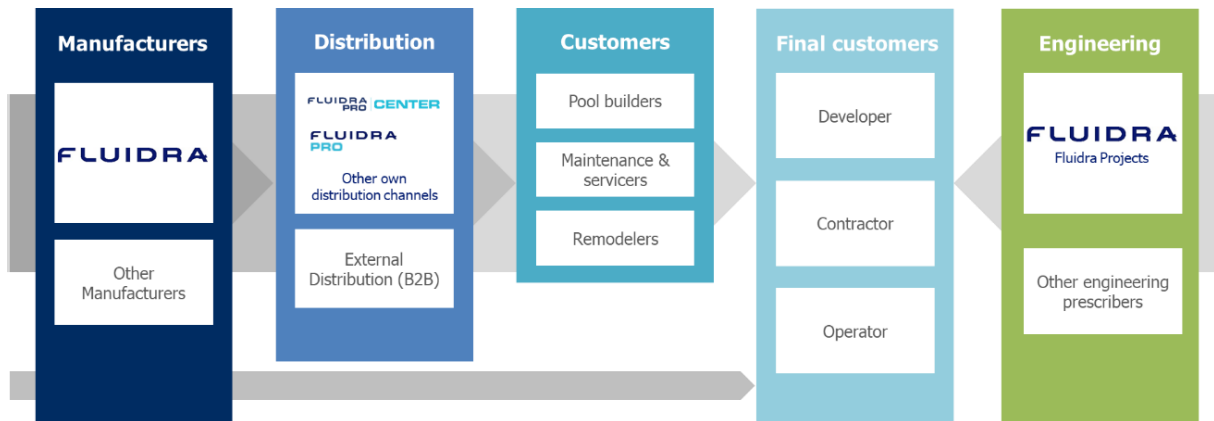 Manufacturers
FLUIDRA
Other
Manufacturers
Distribution
FLUIDRA
PRO CENTER
FLUIDRA
PRO
Other own
distribution channels
External
Distribution (B2B)
Customers
Pool builders
Maintenance &
servicers
Remodelers
Final customers
Developer
Contractor
Operator
Engineering
FLUIDRA
Fluidra Projects
Other engineering
prescribers